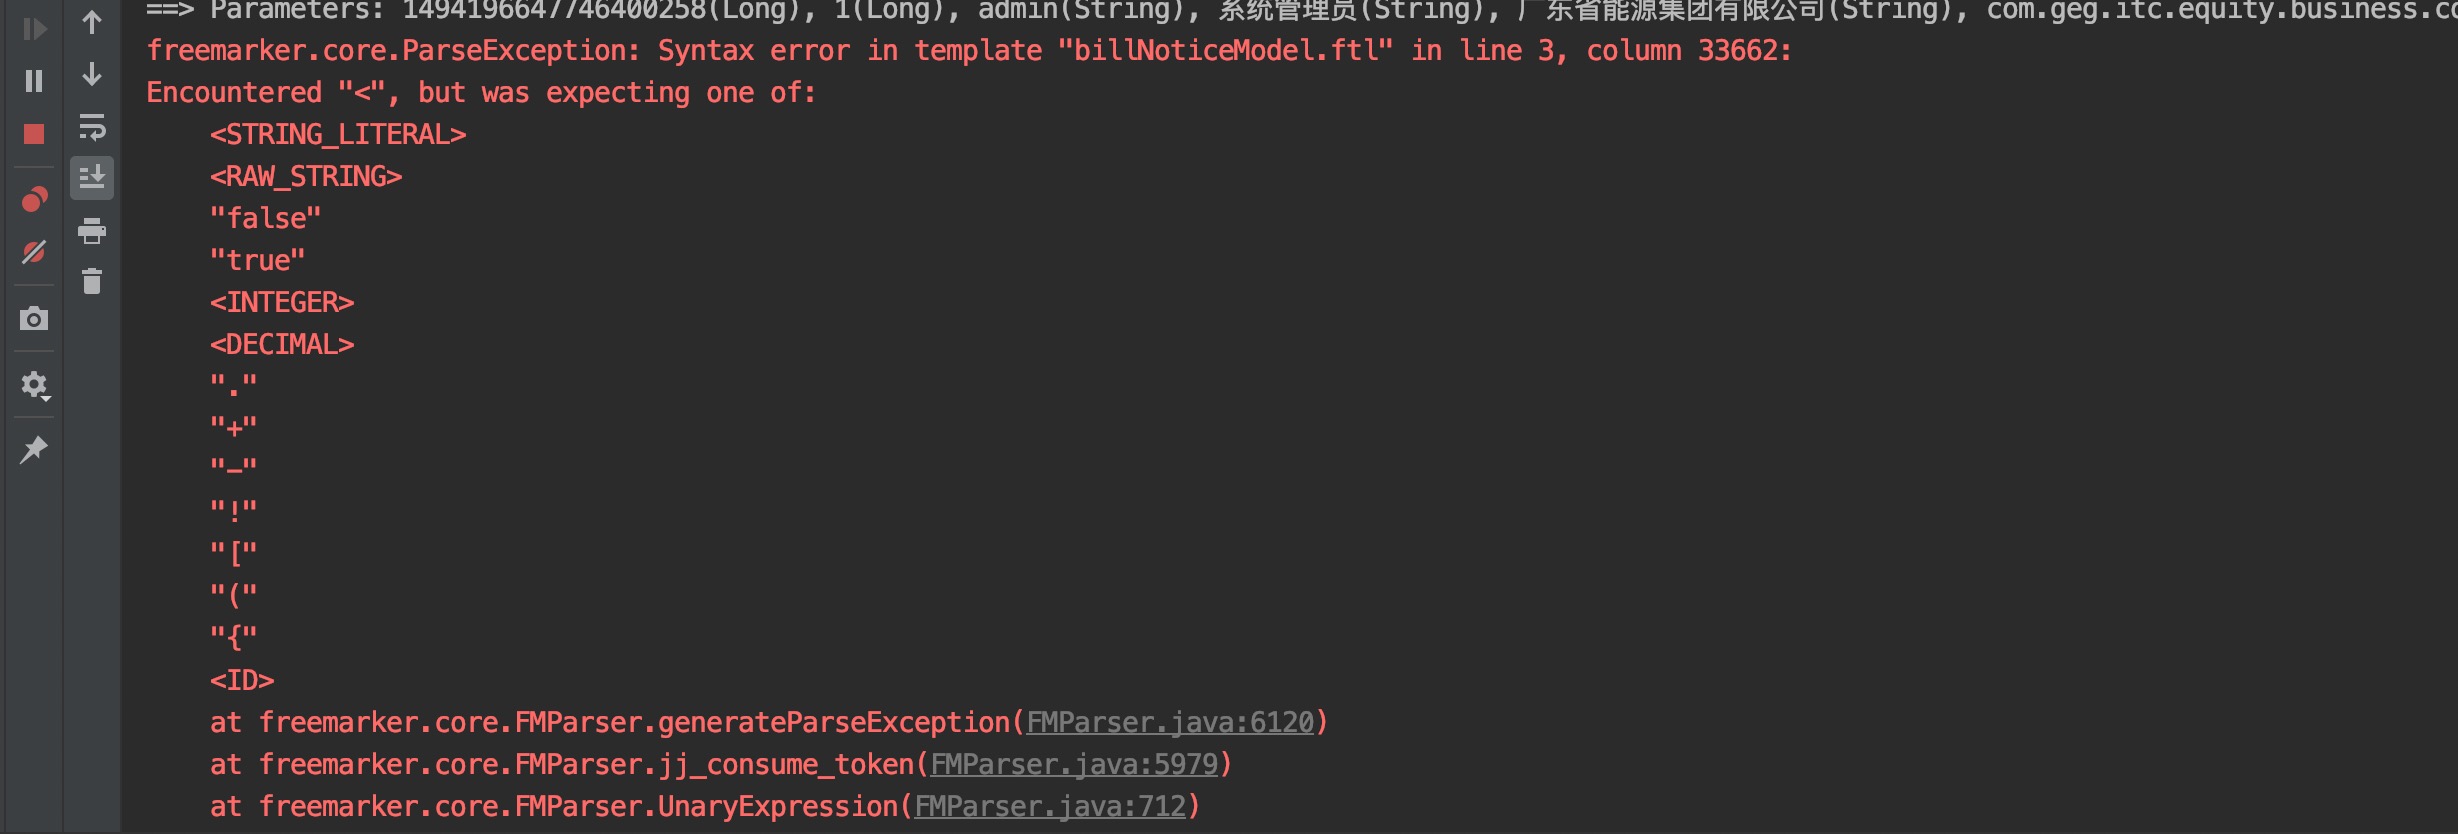 ==> Parameters: 1494196647746400258(Long), 1(Long), admin(String), 系统管理员(String), 广东省能源集团有限公司(String), com.geg.itc.equity.business.co
freemarker.core.ParseException: Syntax error in template "billNoticeModel.ftl" in line 3, column 33662:
Encountered "<", but was expecting one of:
<STRING_LITERAL>
<RAW_STRING>
"false"
"true"
<INTEGER>
<DECIMAL>
"."
"+"
"-"
"!"
"["
"("
"{"
<ID>
at freemarker.core.FMParser.generateParseException(FMParser.java:6120)
at freemarker.core.FMParser.jj_consume_token(FMParser.java:5979)
at freemarker.core.FMParser.UnaryExpression(FMParser.java:712)